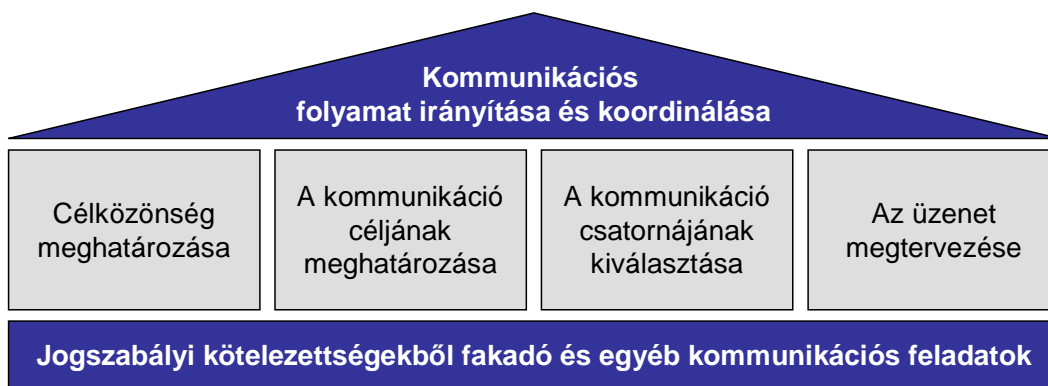 Kommunikációs
folyamat irányítása és koordinálása
Célközönség
meghatározása
A kommunikáció
céljának
meghatározása
A kommunikáció
csatornájának
kiválasztása
Az üzenet
megtervezése
Jogszabályi kötelezettségekből fakadó és egyéb kommunikációs feladatok